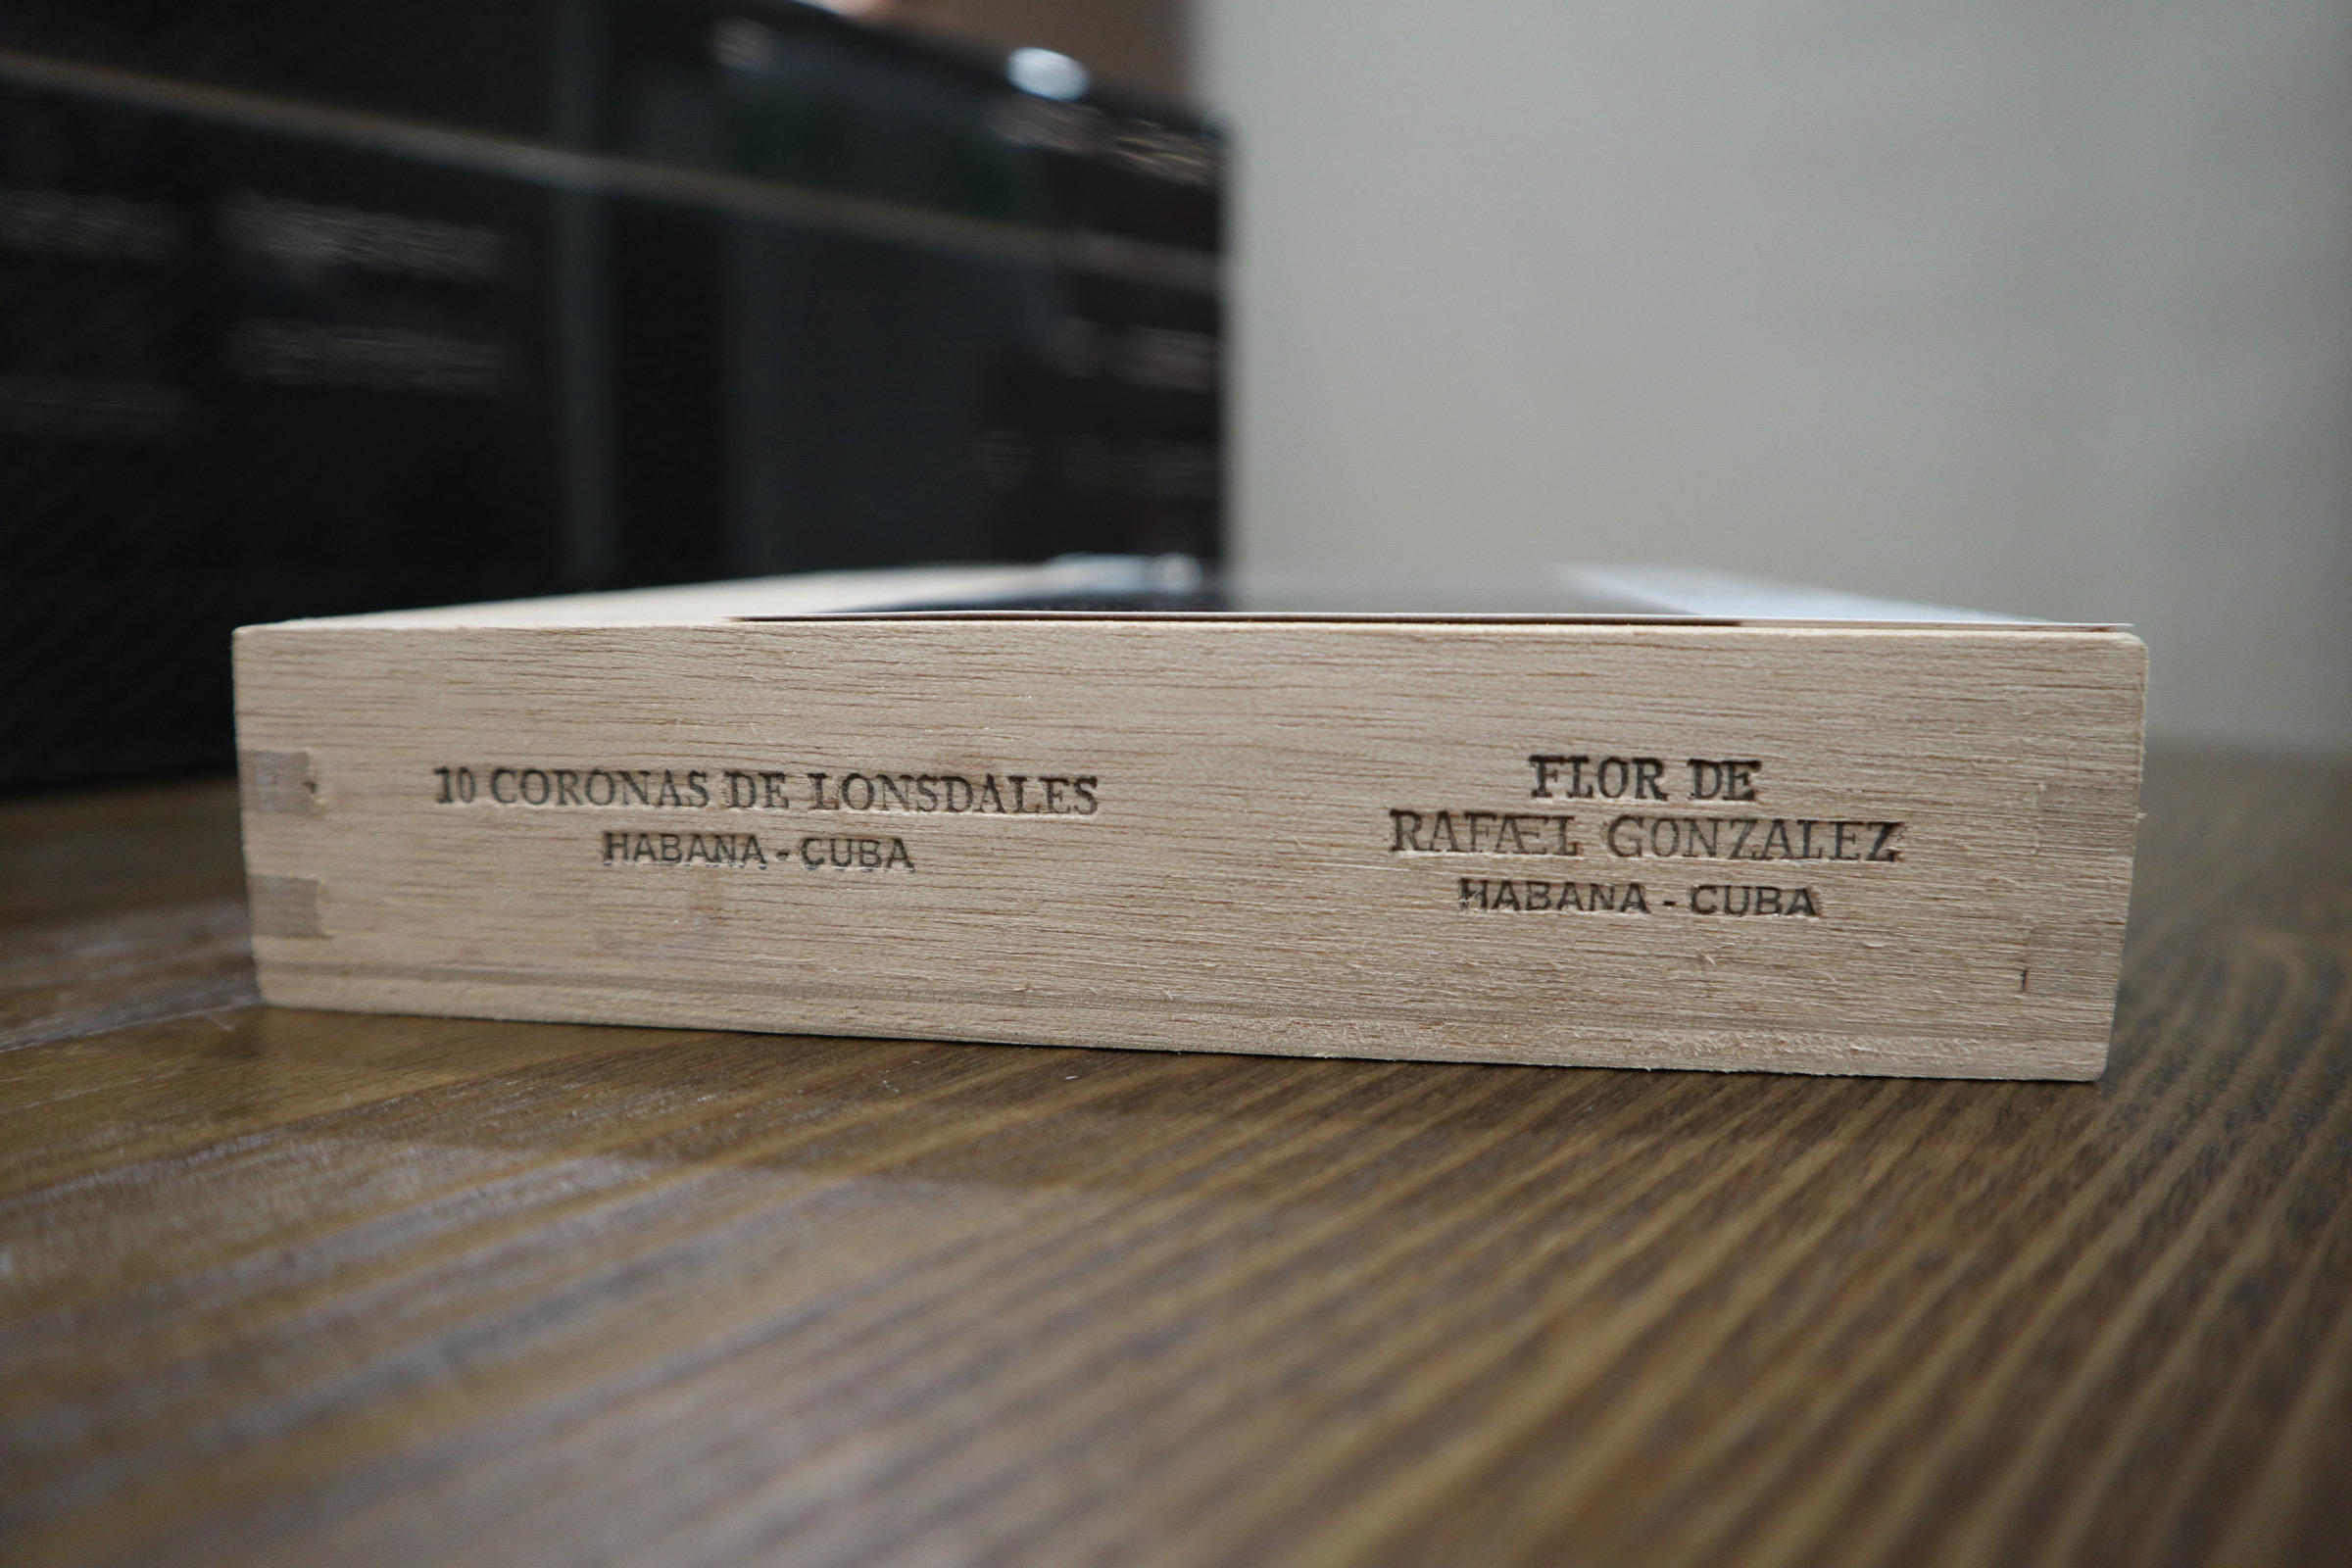 10 CORONAS DE LONSDALES
HABANA - CUBA
FLOR DE
RAFÆL GONZALEZ
HABANA - CUBA